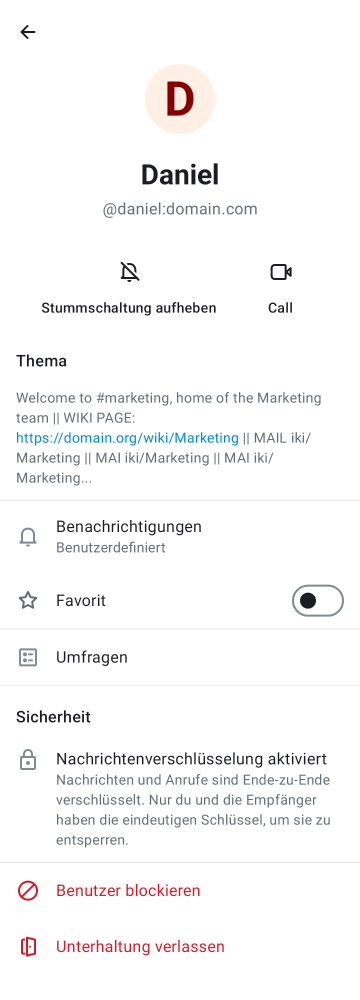 D
Daniel
@daniel:domain.com
Stummschaltung aufheben
Call
Thema
Welcome to #marketing, home of the Marketing
team || WIKI PAGE:
https://domain.org/wiki/Marketing || MAIL iki/
Marketing || MAI iki/Marketing || MAI iki/
Marketing...
Benachrichtigungen
Benutzerdefiniert
Favorit
Umfragen
Sicherheit
Nachrichtenverschlüsselung aktiviert
Nachrichten und Anrufe sind Ende-zu-Ende
verschlüsselt. Nur du und die Empfänger
haben die eindeutigen Schlüssel, um sie zu
entsperren.
Benutzer blockieren
Unterhaltung verlassen